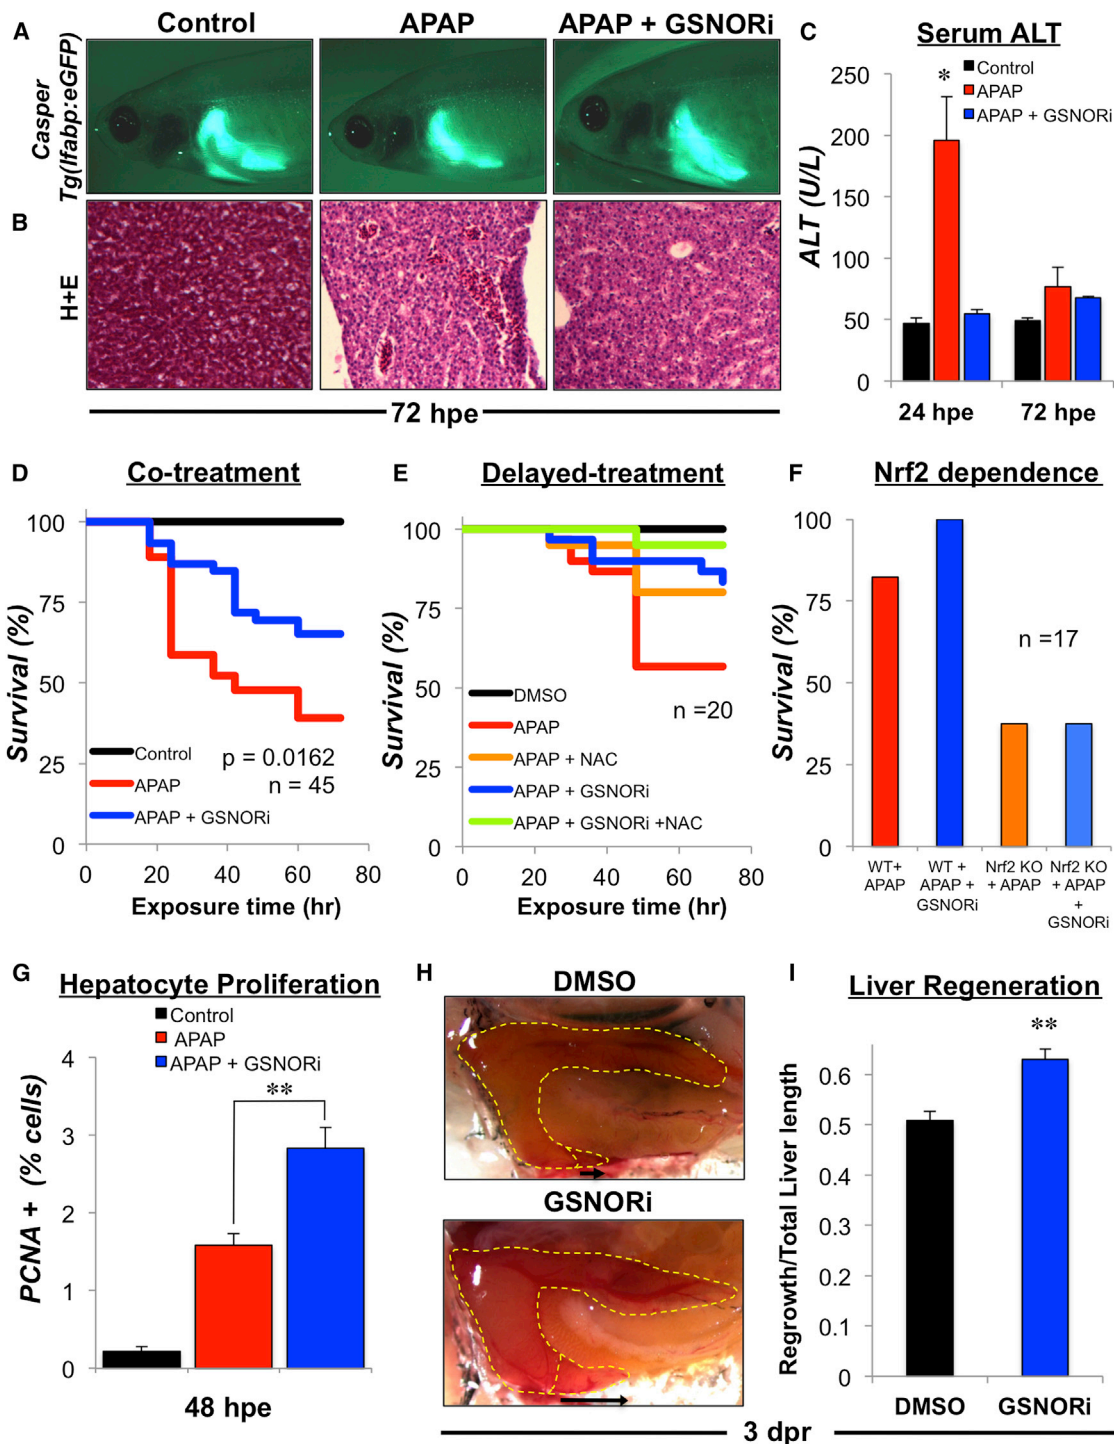 A
Control
APAP
APAP + GSNORi
Casper
Tg(lfabp:eGFP)
B
H+E
72 hpe
C
Serum ALT
Control
APAP
APAP + GSNORi
*
ALT (U/L)
250
200
150
100
50
0
24 hpe
72 hpe
D
Co-treatment
Survival (%)
100
75
50
25
0
Control
APAP
APAP + GSNORi
p = 0.0162
n = 45
0 20 40 60 80
Exposure time (hr)
E
Delayed-treatment
Survival (%)
100
75
50
25
0
DMSO
APAP
APAP + NAC
APAP + GSNORi
APAP + GSNORi +NAC
n =20
0 20 40 60 80
Exposure time (hr)
F
Nrf2 dependence
Survival (%)
100
75
50
25
0
n =17
WT+
APAP
WT +
APAP +
GSNORi
Nrf2 KO
+ APAP
Nrf2 KO
+ APAP
+
GSNORi
G
Hepatocyte Proliferation
Control
APAP
APAP + GSNORi
**
PCNA + (% cells)
4
3
2
1
0
48 hpe
H
DMSO
GSNORi
I
Liver Regeneration
**
Regrowth/Total Liver length
0.6
0.5
0.4
0.3
0.2
0.1
0
DMSO
GSNORi
3 dpr